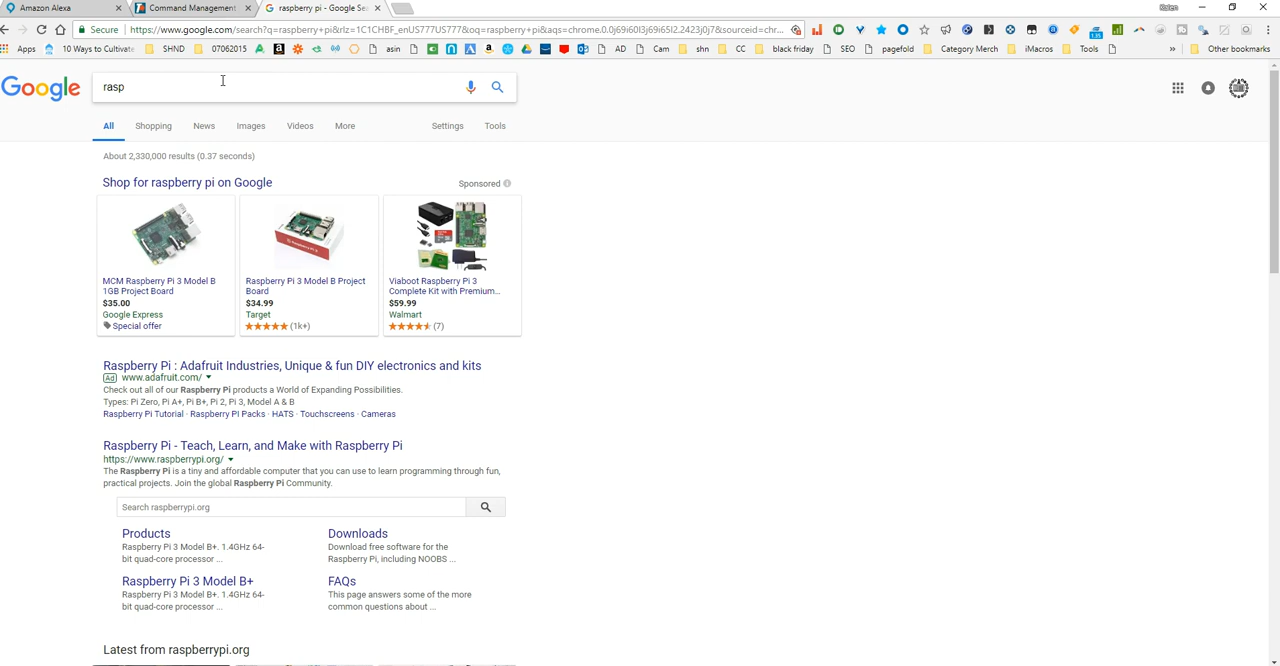 Amazon Alexa
Command Management
raspberry pi - Google Se
Secure
https://www.google.com/search?q=raspberry+pi&rlz=1C1CHBF_enUS777US777&oq=raspberry+pi&aqs=chrome.0.0j69i60l3j69i65l2.2423j0j7&sourceid=chr...
Apps
10 Ways to Cultivate
SHND
07062015
asin
AD
Cam
shn
CC
black friday
SEO
pagefold
Category Merch
iMacros
Tools
»
Other bookmarks
Google
rasp
All
Shopping
News
Images
Videos
More
Settings
Tools
About 2,330,000 results (0.37 seconds)
Shop for raspberry pi on Google
Sponsored
MCM Raspberry Pi 3 Model B
1GB Project Board
$35.00
Google Express
Special offer
Raspberry Pi 3 Model B Project
Board
$34.99
Target
(1k+)
Viaboot Raspberry Pi 3
Complete Kit with Premium...
$59.99
Walmart
(7)
Raspberry Pi : Adafruit Industries, Unique & fun DIY electronics and kits
Ad www.adafruit.com/
Check out all of our Raspberry Pi products a World of Expanding Possibilities.
Types: Pi Zero, Pi A+, Pi B+, Pi 2, Pi 3, Model A & B
Raspberry Pi Tutorial · Raspberry PI Packs · HATS · Touchscreens · Cameras
Raspberry Pi - Teach, Learn, and Make with Raspberry Pi
https://www.raspberrypi.org/
The Raspberry Pi is a tiny and affordable computer that you can use to learn programming through fun,
practical projects. Join the global Raspberry Pi Community.
Search raspberrypi.org
Products
Raspberry Pi 3 Model B+. 1.4GHz 64-
bit quad-core processor ...
Downloads
Download free software for the
Raspberry Pi, including NOOBS ...
Raspberry Pi 3 Model B+
Raspberry Pi 3 Model B+. 1.4GHz 64-
bit quad-core processor ...
FAQs
This page answers some of the more
common questions about ...
Latest from raspberrypi.org